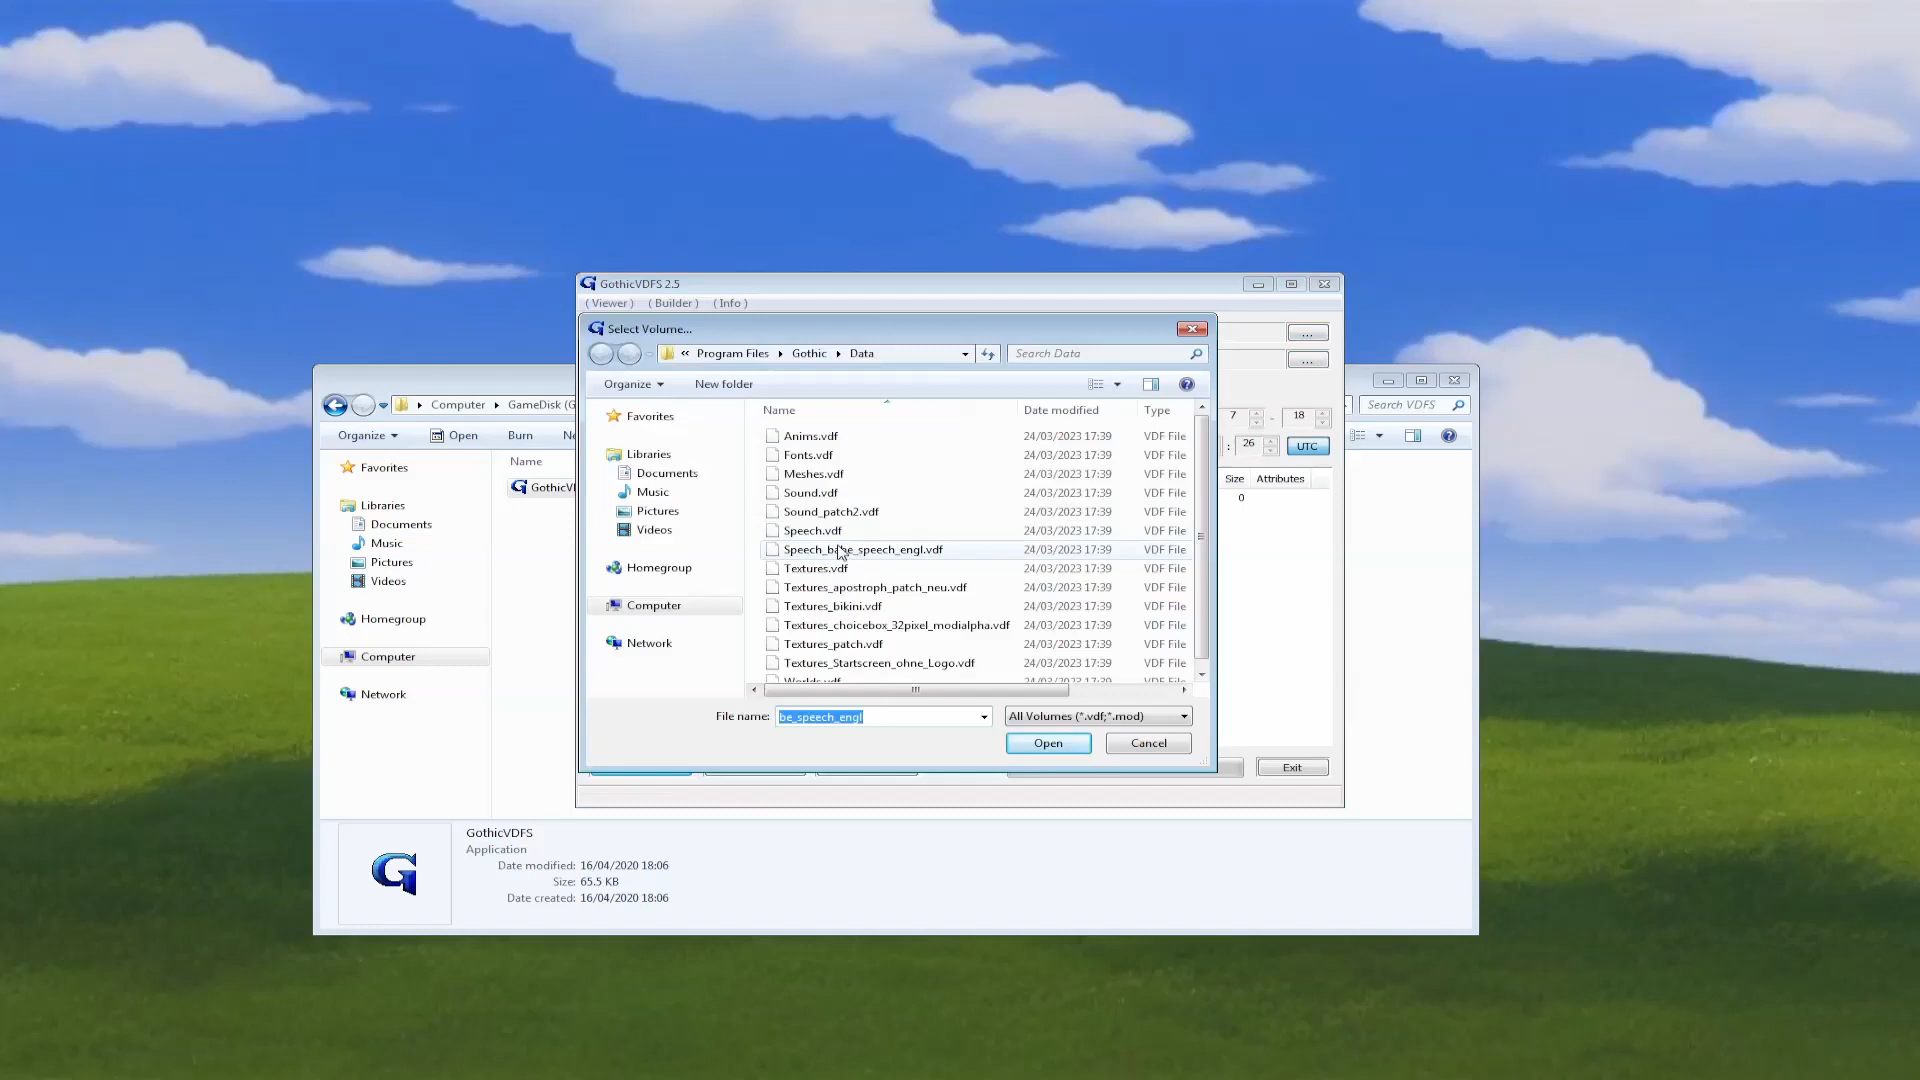 GothicVDFS 2.5
( Viewer ) ( Builder ) ( Info )
Select Volume...
« Program Files Gothic Data
Search Data
Organize New folder
Favorites
Libraries
Documents
Music
Pictures
Videos
Homegroup
Computer
Network
Name Date modified Type
Anims.vdf 24/03/2023 17:39 VDF File
Fonts.vdf 24/03/2023 17:39 VDF File
Meshes.vdf 24/03/2023 17:39 VDF File
Sound.vdf 24/03/2023 17:39 VDF File
Sound_patch2.vdf 24/03/2023 17:39 VDF File
Speech.vdf 24/03/2023 17:39 VDF File
24/03/2023 17:39 VDF File
Textures.vdf 24/03/2023 17:39 VDF File
Textures_apostroph_patch_neu.vdf 24/03/2023 17:39 VDF File
Textures_bikini.vdf 24/03/2023 17:39 VDF File
Textures_choicebox_32pixel_modialpha.vdf 24/03/2023 17:39 VDF File
Textures_patch.vdf 24/03/2023 17:39 VDF File
Textures_Startscreen_ohne_Logo.vdf 24/03/2023 17:39 VDF File
Worlds.vdf 24/03/2023 17:39 VDF File
File name: be_speech_engl
All Volumes (*.vdf;*.mod)
Open Cancel
...
...
7 - 18
: 26 UTC
Size Attributes
0
Exit
Computer GameDisk (G
Search VDFS
Organize Open Burn Ne
Favorites
Libraries
Documents
Music
Pictures
Videos
Homegroup
Computer
Network
Name
GothicV
GothicVDFS
Application
Date modified: 16/04/2020 18:06
Size: 65.5 KB
Date created: 16/04/2020 18:06